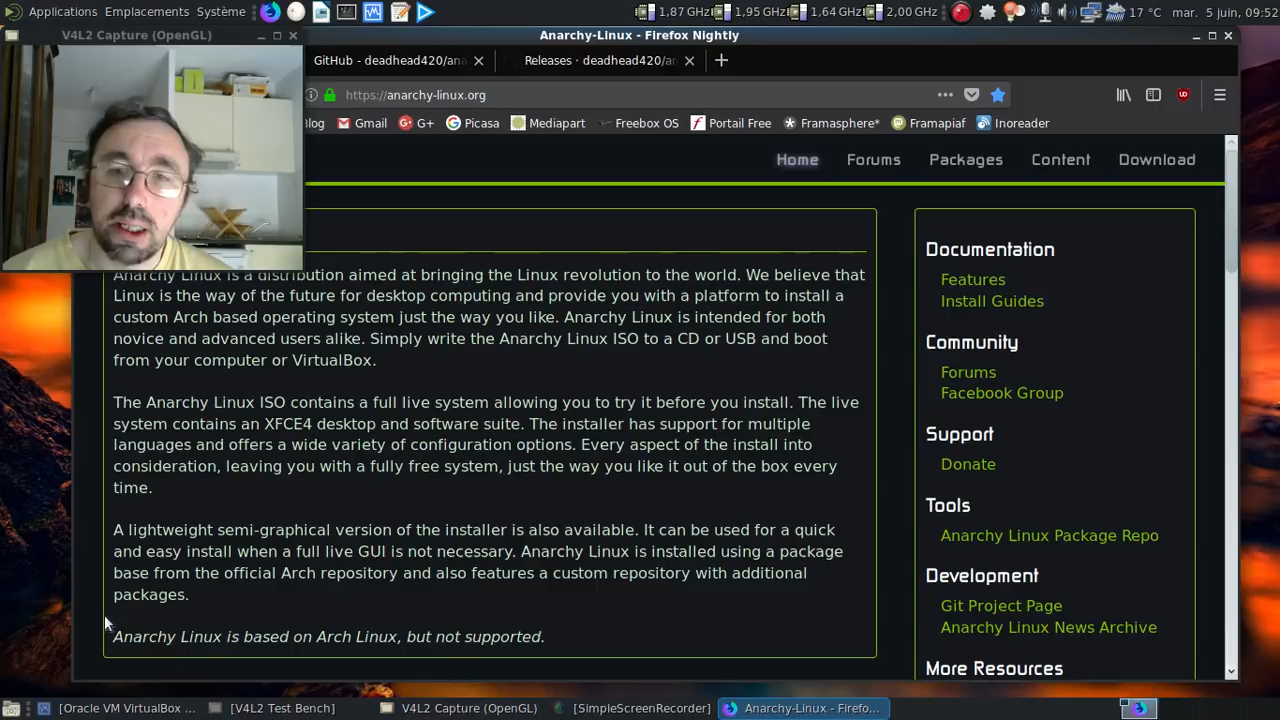 Applications Emplacements Système 1,87 GHz 1,95 GHz 1,64 GHz 2,00 GHz 17 °C mar. 5 juin, 09:52
V4L2 Capture (OpenGL)
Anarchy-Linux - Firefox Nightly
GitHub - deadhead420/ana
Releases · deadhead420/an
https://anarchy-linux.org
log Gmail G+ Picasa Mediapart Freebox OS Portail Free Framasphere* Framapiaf Inoreader
Home Forums Packages Content Download
Anarchy Linux is a distribution aimed at bringing the Linux revolution to the world. We believe that
Linux is the way of the future for desktop computing and provide you with a platform to install a
custom Arch based operating system just the way you like. Anarchy Linux is intended for both
novice and advanced users alike. Simply write the Anarchy Linux ISO to a CD or USB and boot
from your computer or VirtualBox.
The Anarchy Linux ISO contains a full live system allowing you to try it before you install. The live
system contains an XFCE4 desktop and software suite. The installer has support for multiple
languages and offers a wide variety of configuration options. Every aspect of the install into
consideration, leaving you with a fully free system, just the way you like it out of the box every
time.
A lightweight semi-graphical version of the installer is also available. It can be used for a quick
and easy install when a full live GUI is not necessary. Anarchy Linux is installed using a package
base from the official Arch repository and also features a custom repository with additional
packages.
Anarchy Linux is based on Arch Linux, but not supported.
Documentation
Features
Install Guides
Community
Forums
Facebook Group
Support
Donate
Tools
Anarchy Linux Package Repo
Development
Git Project Page
Anarchy Linux News Archive
More Resources
[Oracle VM VirtualBox ... [V4L2 Test Bench] V4L2 Capture (OpenGL) [SimpleScreenRecorder] Anarchy-Linux - Firefo...